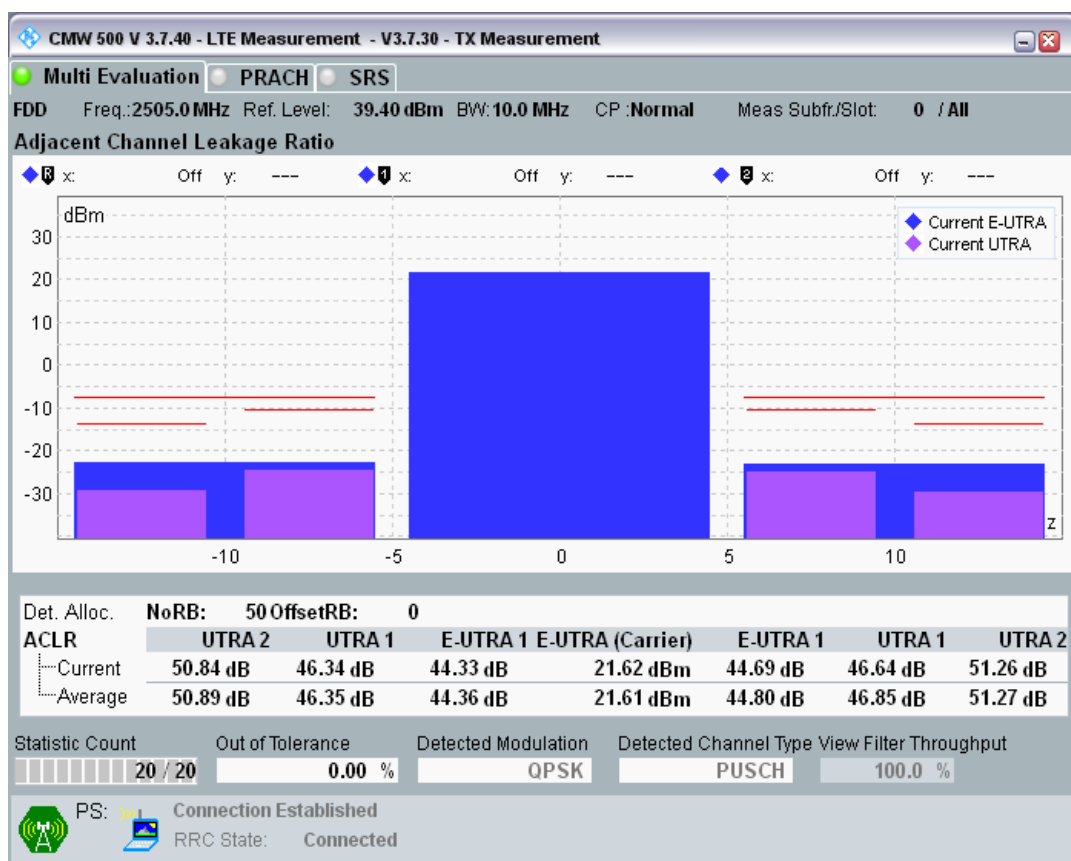 CMW 500 V 3.7.40 - LTE Measurement - V3.7.30 - TX Measurement
Multi Evaluation PRACH SRS
FDD Freq.:2505.0 MHz Ref. Level: 39.40 dBm BW: 10.0 MHz CP :Normal Meas Subfr./Slot: 0 / All
Adjacent Channel Leakage Ratio
R x: Off y: --- 1 x: Off y: --- 2 x: Off y: ---
dBm
Current E-UTRA
Current UTRA
30
20
10
0
-10
-20
-30
z
-10 -5 0 5 10
Det. Alloc. NoRB: 50 OffsetRB: 0
ACLR UTRA 2 UTRA 1 E-UTRA 1 E-UTRA (Carrier) E-UTRA 1 UTRA 1 UTRA 2
Current 50.84 dB 46.34 dB 44.33 dB 21.62 dBm 44.69 dB 46.64 dB 51.26 dB
Average 50.89 dB 46.35 dB 44.36 dB 21.61 dBm 44.80 dB 46.85 dB 51.27 dB
Statistic Count Out of Tolerance Detected Modulation Detected Channel Type View Filter Throughput
20 / 20 0.00 % QPSK PUSCH 100.0 %
PS: Connection Established
RRC State: Connected